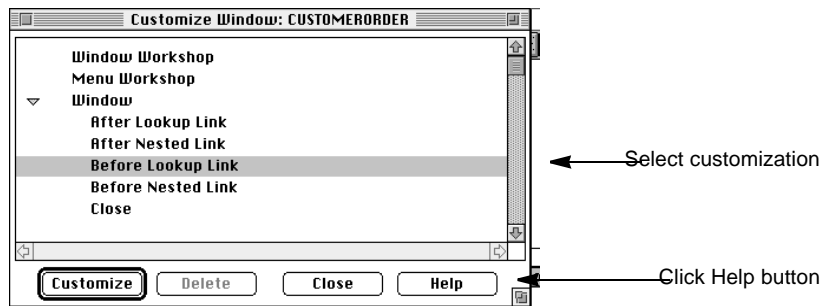 Customize Window: CUSTOMERORDER
Window Workshop
Menu Workshop
Window
After Lookup Link
After Nested Link
Before Lookup Link
Select customization
Before Nested Link
Close
Customize
Delete
Close
Help
Click Help button